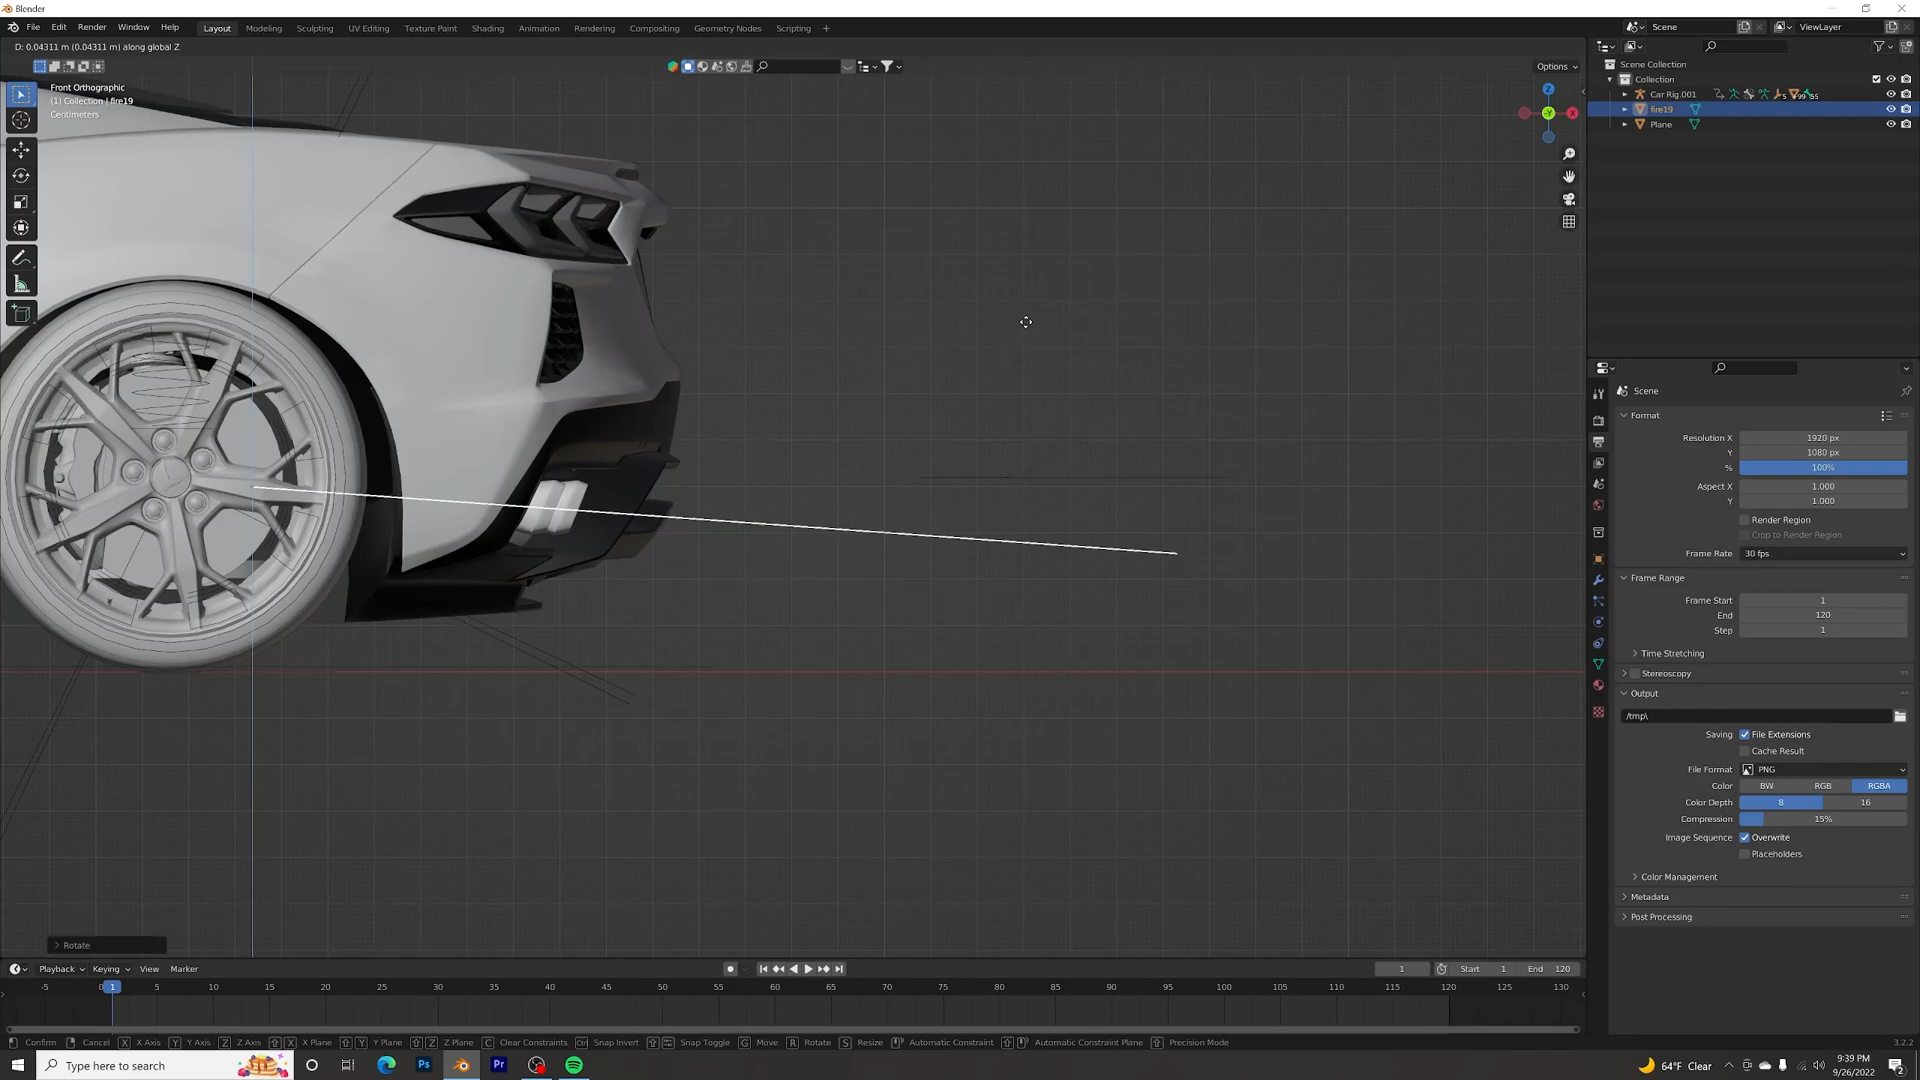 Blender
File Edit Render Window Help Layout Modeling Sculpting UV Editing Texture Paint Shading Animation Rendering Compositing Geometry Nodes Scripting + Scene ViewLayer
D: 0.04311 m (0.04311 m) along global Z
Options
Front Orthographic
(1) Collection | fire19
Centimeters
Z
-Y
X
Scene Collection
Collection
Car Rig.001 5 99 55
fire19
Plane
Scene
Format
Resolution X 1920 px
Y 1080 px
% 100%
Aspect X 1.000
Y 1.000
Render Region
Crop to Render Region
Frame Rate 30 fps
Frame Range
Frame Start 1
End 120
Step 1
Time Stretching
Stereoscopy
Output
/tmp\
Saving File Extensions
Cache Result
File Format PNG
Color BW RGB RGBA
Color Depth 8 16
Compression 15%
Image Sequence Overwrite
Placeholders
Color Management
Metadata
Post Processing
Rotate
Playback Keying View Marker 1 Start 1 End 120
-5 0 1 5 10 15 20 25 30 35 40 45 50 55 60 65 70 75 80 85 90 95 100 105 110 115 120 125 130
Confirm Cancel X X Axis Y Y Axis Z Z Axis X X Plane Y Y Plane Z Z Plane C Clear Constraints Ctrl Snap Invert Snap Toggle G Move R Rotate S Resize Automatic Constraint Automatic Constraint Plane Precision Mode 3.2.2
Type here to search Ps Pr 64°F Clear 9:39 PM
9/26/2022 2